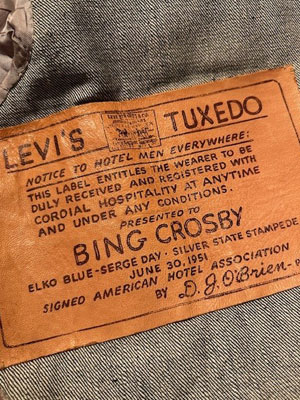 LEVI'S TUXEDO
NOTICE TO HOTEL MEN EVERYWHERE:
THIS LABEL ENTITLES THE WEARER TO BE
DULY RECEIVED AND REGISTERED WITH
CORDIAL HOSPITALITY AT ANYTIME
AND UNDER ANY CONDITIONS.
PRESENTED TO
BING CROSBY
ELKO BLUE-SERGE DAY · SILVER STATE STAMPEDE
JUNE 30, 1951
SIGNED AMERICAN HOTEL ASSOCIATION
BY D. J. O'Brien-